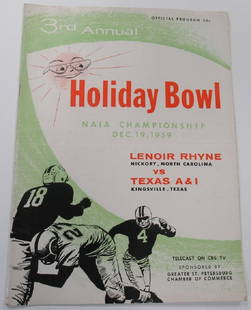 OFFICIAL PROGRAM 50¢
3rd Annual
Holiday Bowl
NAIA CHAMPIONSHIP
DEC. 19, 1959
LENOIR RHYNE
HICKORY, NORTH CAROLINA
VS
TEXAS A & I
KINGSVILLE, TEXAS
18
2
4
TELECAST ON CBS TV
SPONSORED BY
GREATER ST. PETERSBURG
CHAMBER OF COMMERCE